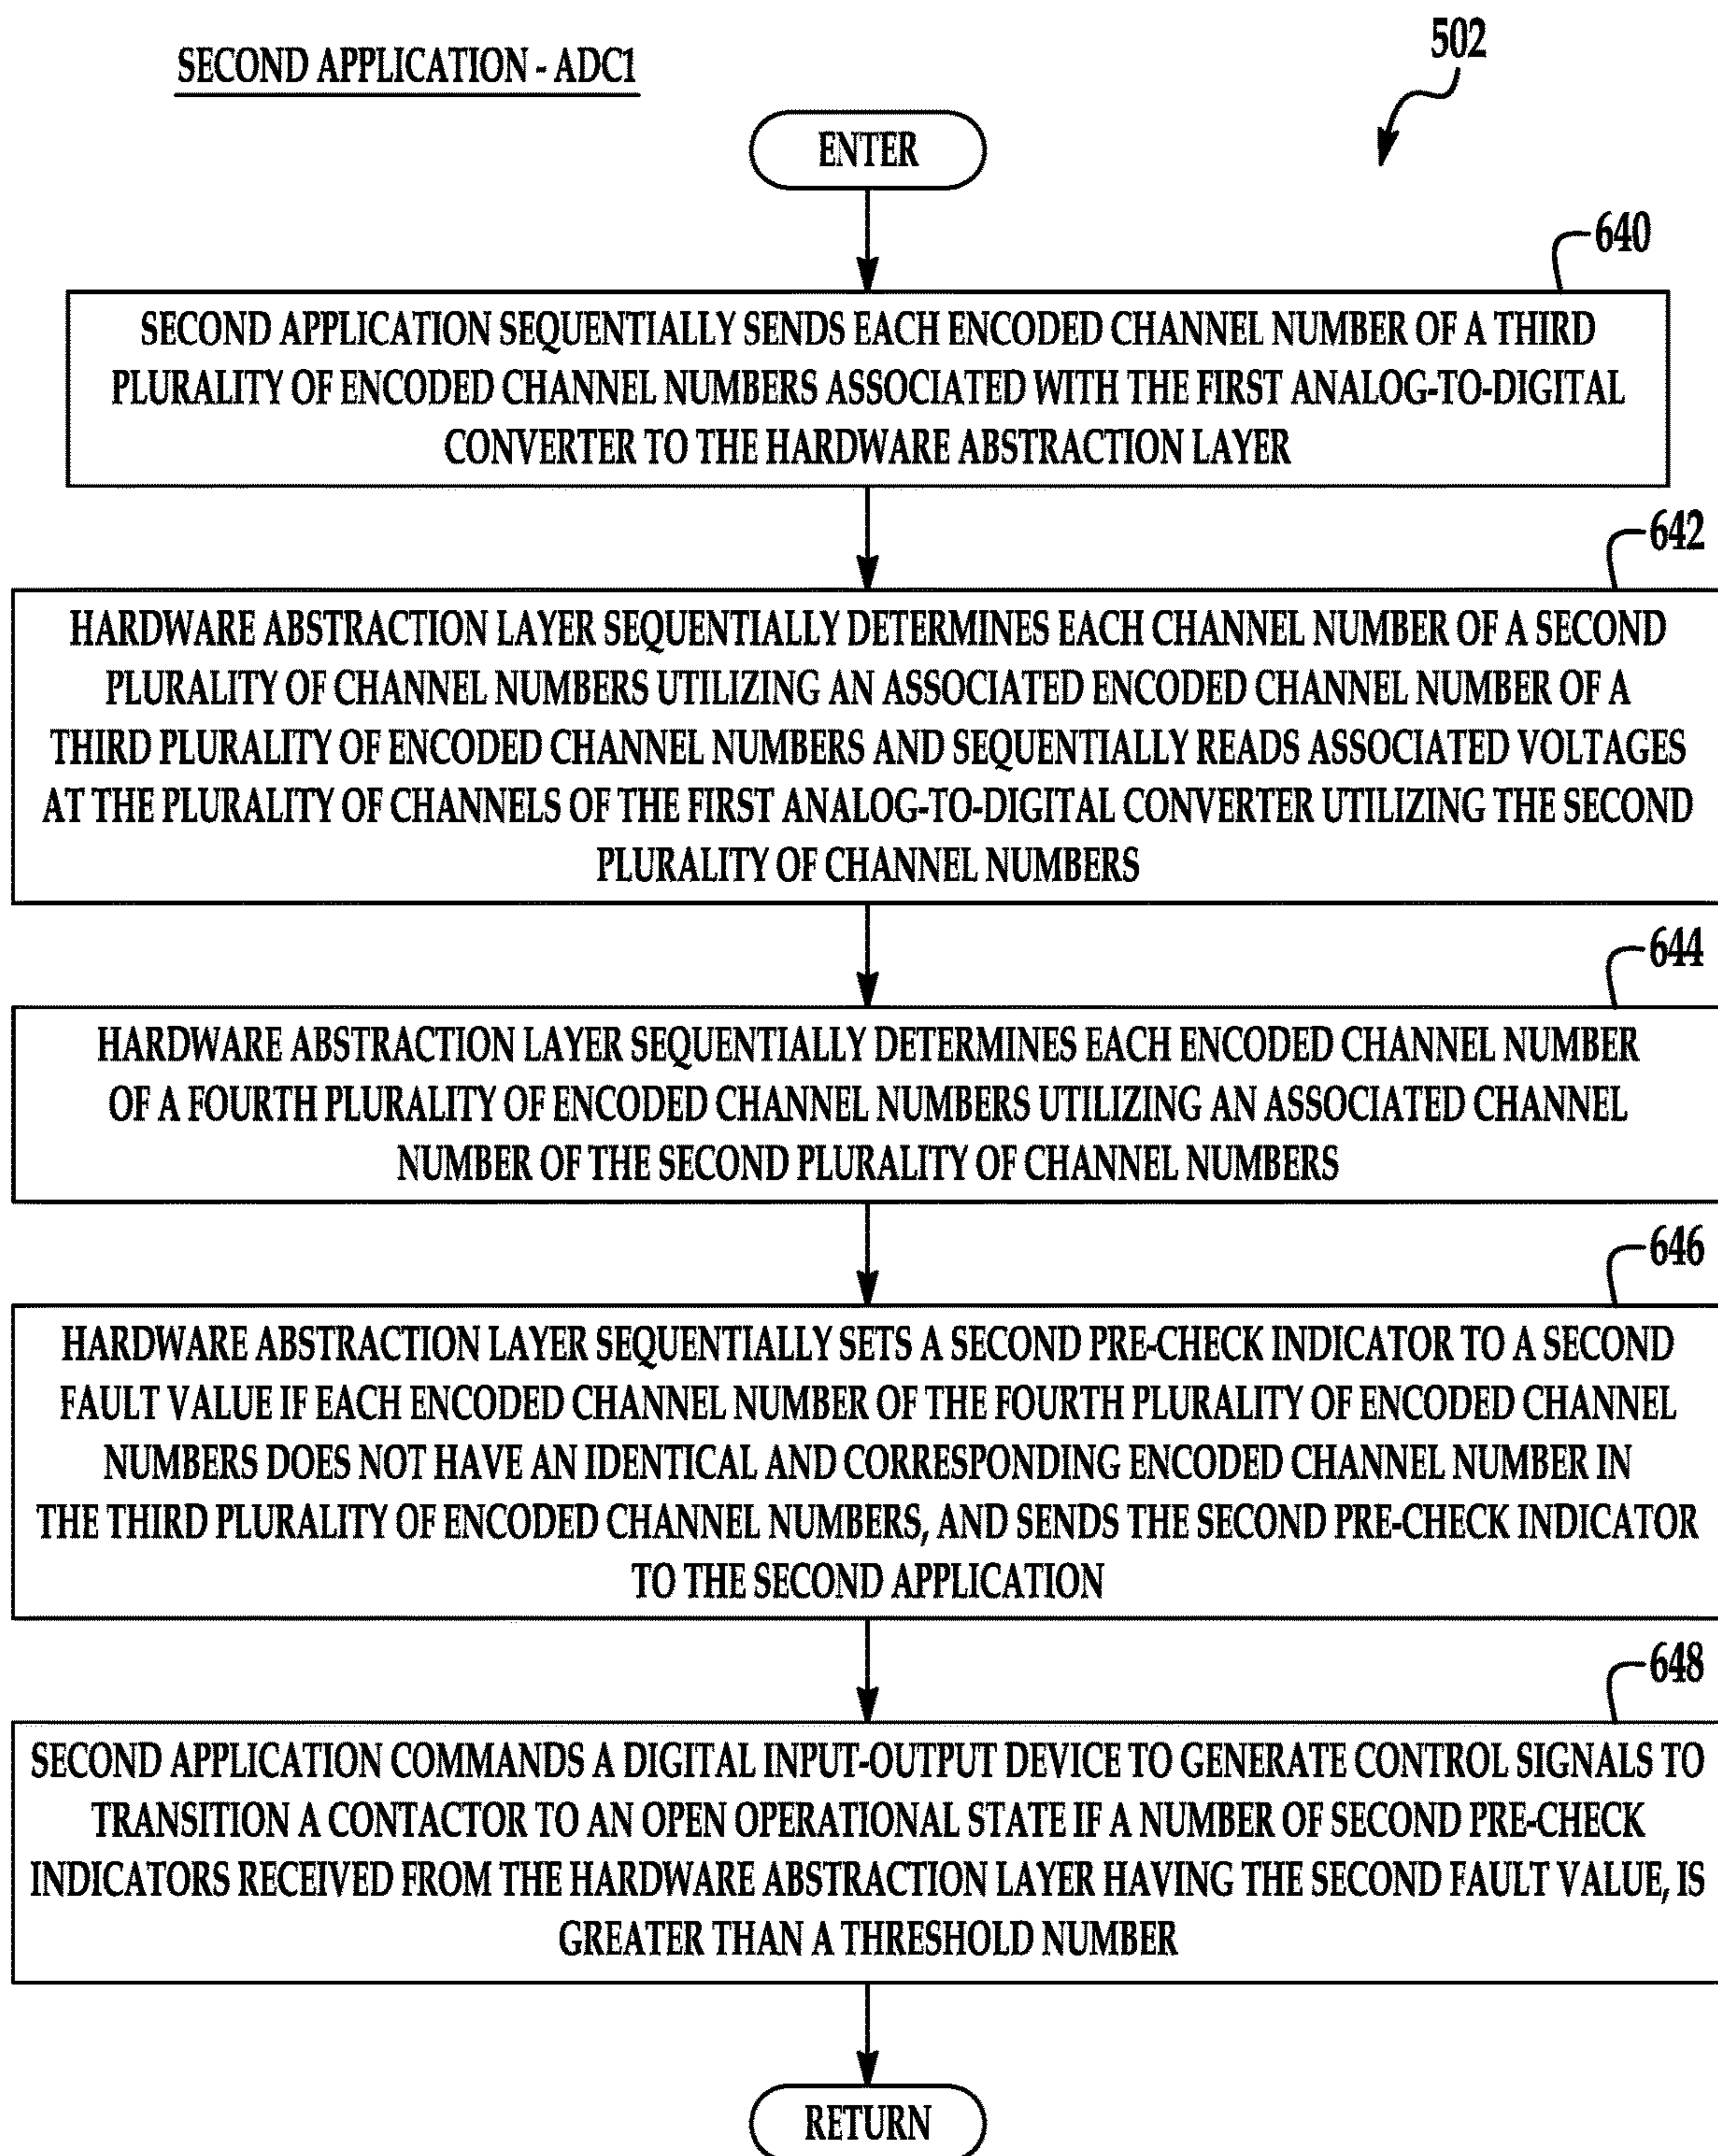 SECOND APPLICATION - ADC1
502
ENTER
640
SECOND APPLICATION SEQUENTIALLY SENDS EACH ENCODED CHANNEL NUMBER OF A THIRD
PLURALITY OF ENCODED CHANNEL NUMBERS ASSOCIATED WITH THE FIRST ANALOG-TO-DIGITAL
CONVERTER TO THE HARDWARE ABSTRACTION LAYER
642
HARDWARE ABSTRACTION LAYER SEQUENTIALLY DETERMINES EACH CHANNEL NUMBER OF A SECOND
PLURALITY OF CHANNEL NUMBERS UTILIZING AN ASSOCIATED ENCODED CHANNEL NUMBER OF A
THIRD PLURALITY OF ENCODED CHANNEL NUMBERS AND SEQUENTIALLY READS ASSOCIATED VOLTAGES
AT THE PLURALITY OF CHANNELS OF THE FIRST ANALOG-TO-DIGITAL CONVERTER UTILIZING THE SECOND
PLURALITY OF CHANNEL NUMBERS
644
HARDWARE ABSTRACTION LAYER SEQUENTIALLY DETERMINES EACH ENCODED CHANNEL NUMBER
OF A FOURTH PLURALITY OF ENCODED CHANNEL NUMBERS UTILIZING AN ASSOCIATED CHANNEL
NUMBER OF THE SECOND PLURALITY OF CHANNEL NUMBERS
646
HARDWARE ABSTRACTION LAYER SEQUENTIALLY SETS A SECOND PRE-CHECK INDICATOR TO A SECOND
FAULT VALUE IF EACH ENCODED CHANNEL NUMBER OF THE FOURTH PLURALITY OF ENCODED CHANNEL
NUMBERS DOES NOT HAVE AN IDENTICAL AND CORRESPONDING ENCODED CHANNEL NUMBER IN
THE THIRD PLURALITY OF ENCODED CHANNEL NUMBERS, AND SENDS THE SECOND PRE-CHECK INDICATOR
TO THE SECOND APPLICATION
648
SECOND APPLICATION COMMANDS A DIGITAL INPUT-OUTPUT DEVICE TO GENERATE CONTROL SIGNALS TO
TRANSITION A CONTACTOR TO AN OPEN OPERATIONAL STATE IF A NUMBER OF SECOND PRE-CHECK
INDICATORS RECEIVED FROM THE HARDWARE ABSTRACTION LAYER HAVING THE SECOND FAULT VALUE, IS
GREATER THAN A THRESHOLD NUMBER
RETURN